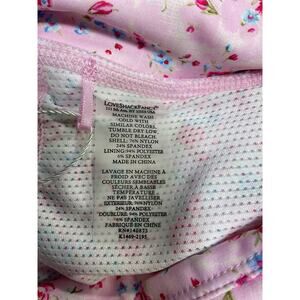 LOVESHACKFANCY
MACHINE WASH
COLD WITH
SIMILAR COLORS.
TUMBLE DRY LOW.
DO NOT BLEACH.
SHELL: 76% NYLON
24% SPANDEX
LINING: 94% POLYESTER
6% SPANDEX
MADE IN CHINA
LAVAGE EN MACHINE À
FROID AVEC DES
COULEURS SEMBLABLES
SÉCHER À BASSE
TEMPÉRATURE
NE PAS JAVELLISER
EXTERIEUR: 76% NYLON
24% SPANDEX
DOUBLURE: 94% POLYESTER
6% SPANDEX
FABRIQUÉ EN CHINE